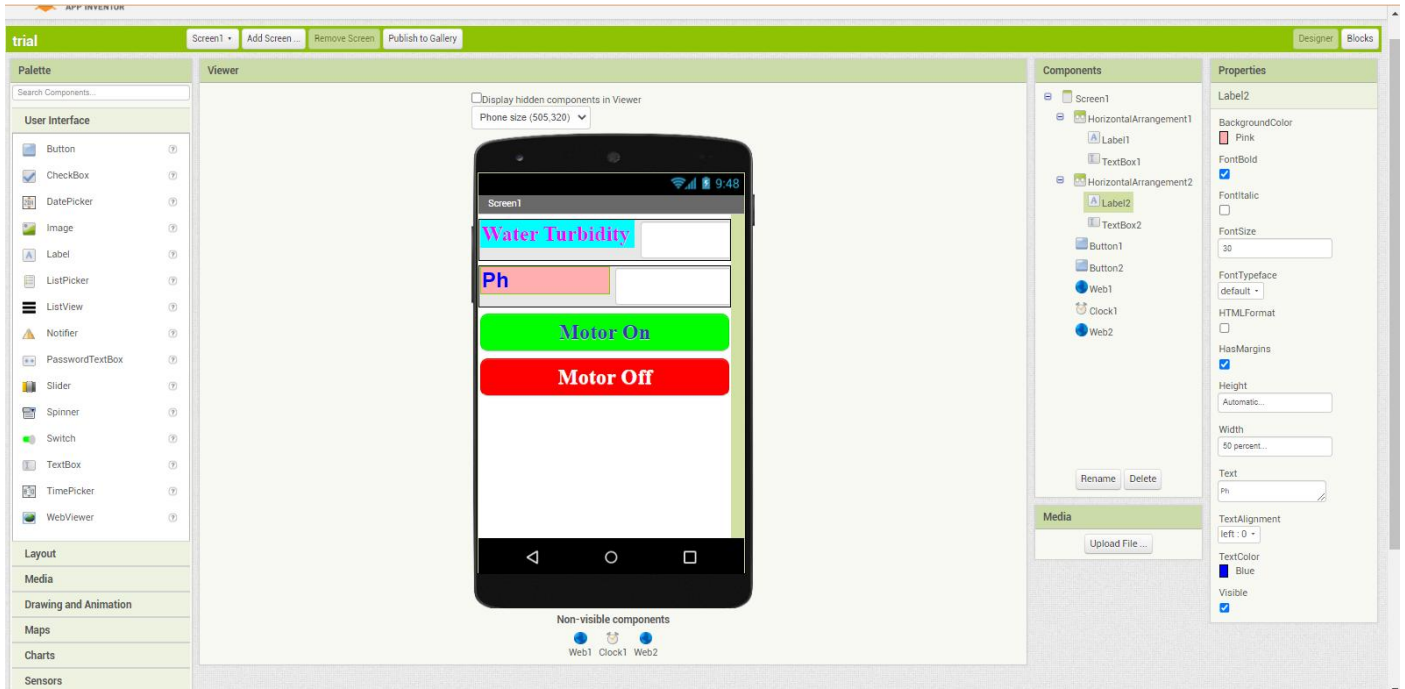 APP INVENTOR
trial
Screen1
Add Screen ...
Remove Screen
Publish to Gallery
Designer
Blocks
Palette
Search Components...
User Interface
Button
CheckBox
DatePicker
Image
Label
ListPicker
ListView
Notifier
PasswordTextBox
Slider
Spinner
Switch
TextBox
TimePicker
WebViewer
Layout
Media
Drawing and Animation
Maps
Charts
Sensors
Viewer
Display hidden components in Viewer
Phone size (505,320)
9:48
Screen1
Water Turbidity
Ph
Motor On
Motor Off
Non-visible components
Web1 Clock1 Web2
Components
Screen1
HorizontalArrangement1
Label1
TextBox1
HorizontalArrangement2
Label2
TextBox2
Button1
Button2
Web1
Clock1
Web2
Rename
Delete
Media
Upload File ...
Properties
Label2
BackgroundColor
Pink
FontBold
FontItalic
FontSize
30
FontTypeface
default
HTMLFormat
HasMargins
Height
Automatic...
Width
50 percent...
Text
Ph
TextAlignment
left : 0
TextColor
Blue
Visible